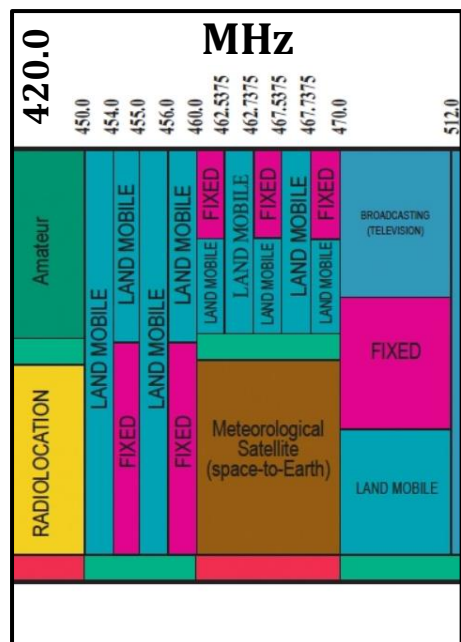 MHz
420.0
450.0
454.0
455.0
456.0
460.0
462.5375
462.7375
467.5375
467.7375
470.0
512.0
Amateur
RADIOLOCATION
LAND MOBILE
LAND MOBILE
FIXED
LAND MOBILE
LAND MOBILE
FIXED
FIXED
LAND MOBILE
LAND MOBILE
FIXED
LAND MOBILE
LAND MOBILE
FIXED
LAND MOBILE
Meteorological
Satellite
(space-to-Earth)
BROADCASTING
(TELEVISION)
FIXED
LAND MOBILE